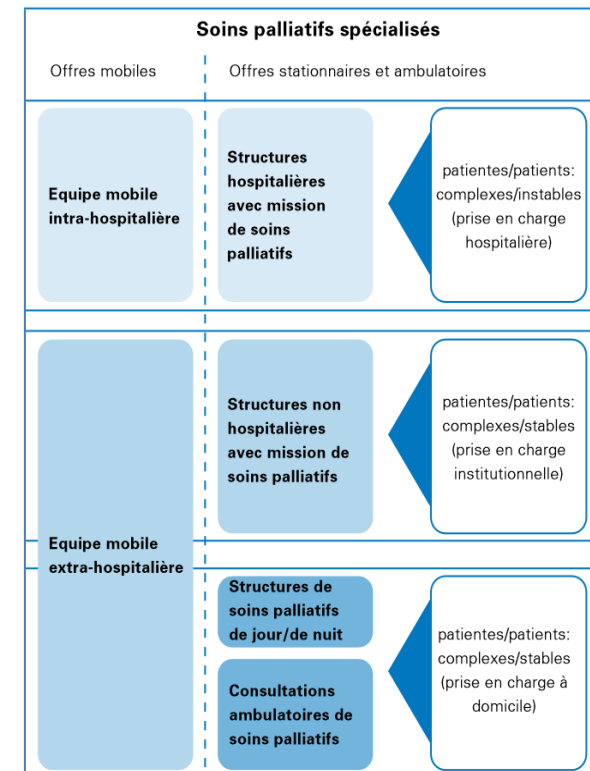 Soins palliatifs spécialisés
Offres mobiles
Offres stationnaires et ambulatoires
Equipe mobile
intra-hospitalière
Structures
hospitalières
avec mission
de soins
palliatifs
patientes/patients:
complexes/instables
(prise en charge
hospitalière)
Equipe mobile
extra-hospitalière
Structures non
hospitalières
avec mission de
soins palliatifs
patientes/patients:
complexes/stables
(prise en charge
institutionnelle)
Structures de
soins palliatifs
de jour/de nuit
Consultations
ambulatoires de
soins palliatifs
patientes/patients:
complexes/stables
(prise en charge à
domicile)